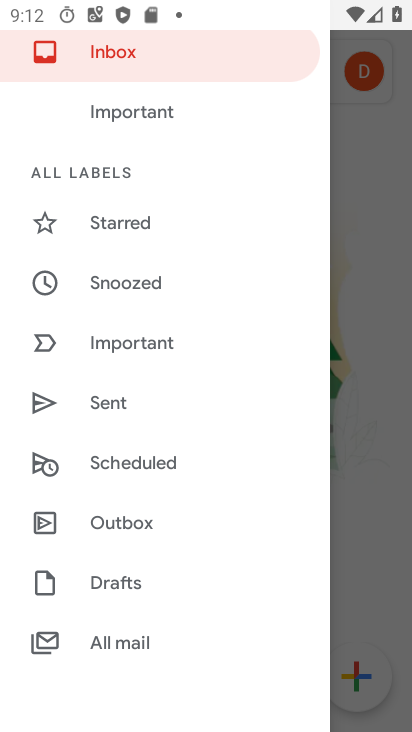 9:12
Inbox
D
Important
ALL LABELS
Starred
Snoozed
Important
Sent
Scheduled
Outbox
Drafts
All mail